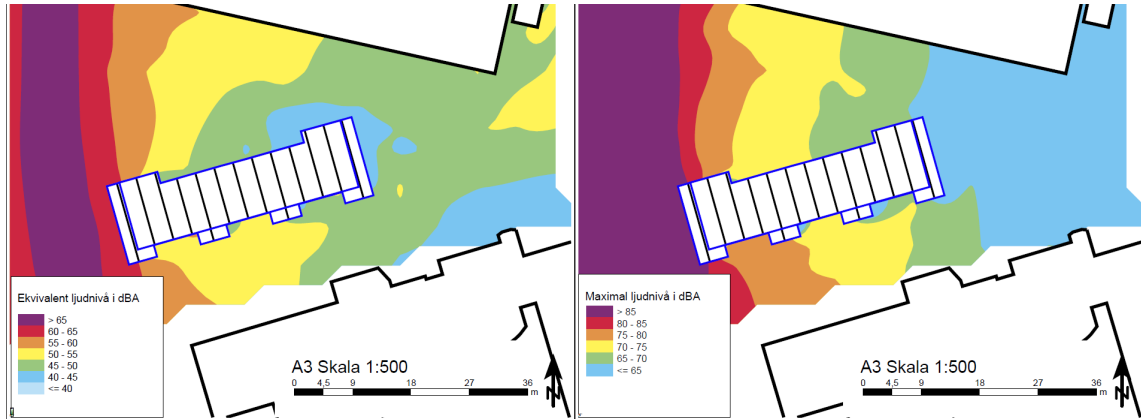 Ekvivalent ljudnivå i dBA
> 65
60 - 65
55 - 60
50 - 55
45 - 50
40 - 45
<= 40
A3 Skala 1:500
0 4,5 9 18 27 36
m
N
Maximal ljudnivå i dBA
> 85
80 - 85
75 - 80
70 - 75
65 - 70
<= 65
A3 Skala 1:500
0 4,5 9 18 27 36
m
N